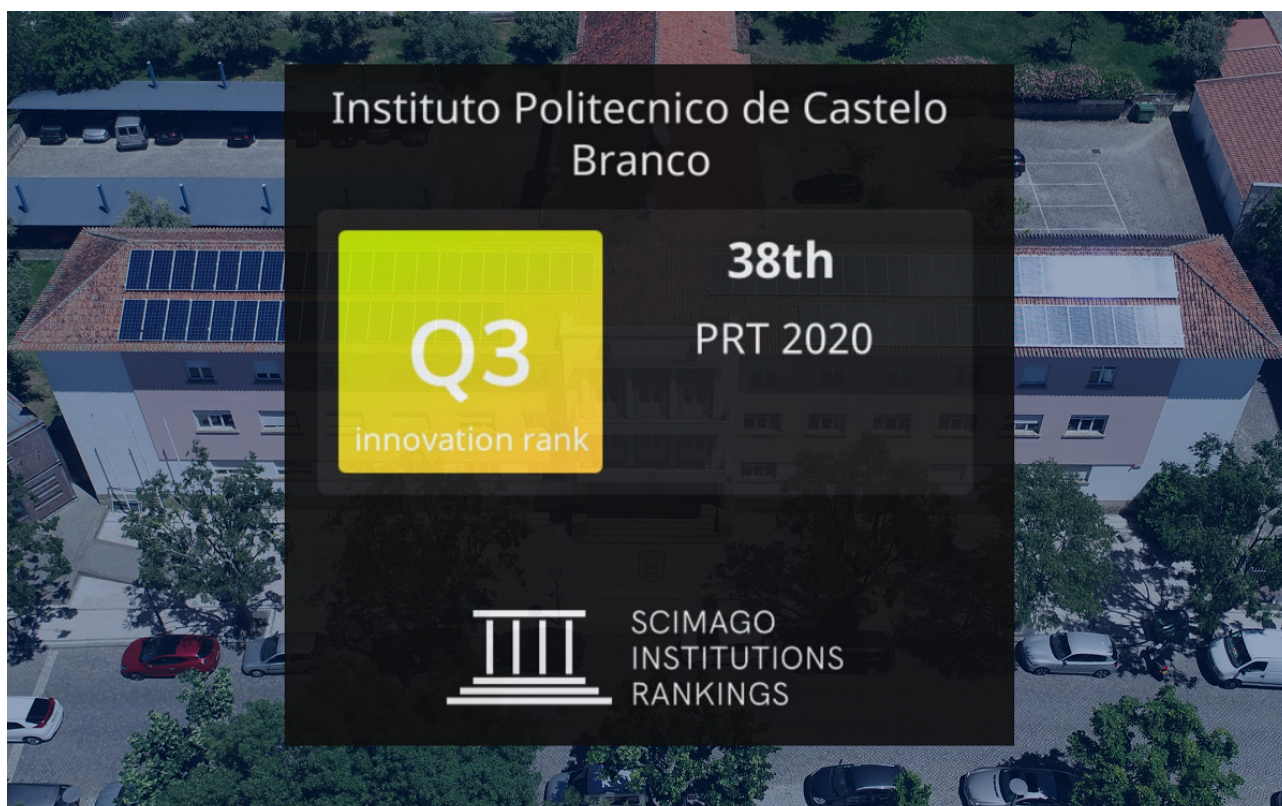 Instituto Politecnico de Castelo
Branco
38th
PRT 2020
Q3
innovation rank
SCIMAGO
INSTITUTIONS
RANKINGS